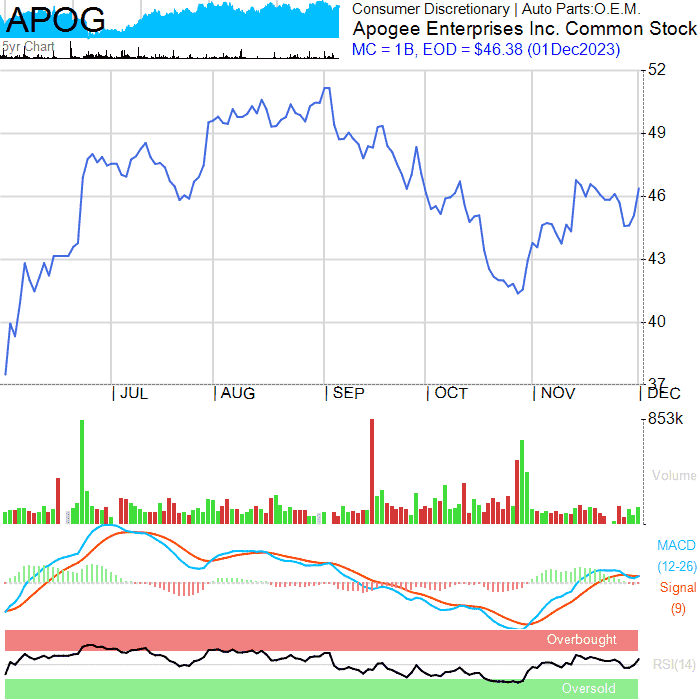 APOG
5yr Chart
Consumer Discretionary | Auto Parts:O.E.M.
Apogee Enterprises Inc. Common Stock
MC = 1B, EOD = $46.38 (01Dec2023)
52
49
46
43
40
37
| JUL | AUG | SEP | OCT | NOV | DEC
853k
Volume
MACD
(12-26)
Signal
(9)
Overbought
RSI(14)
Oversold